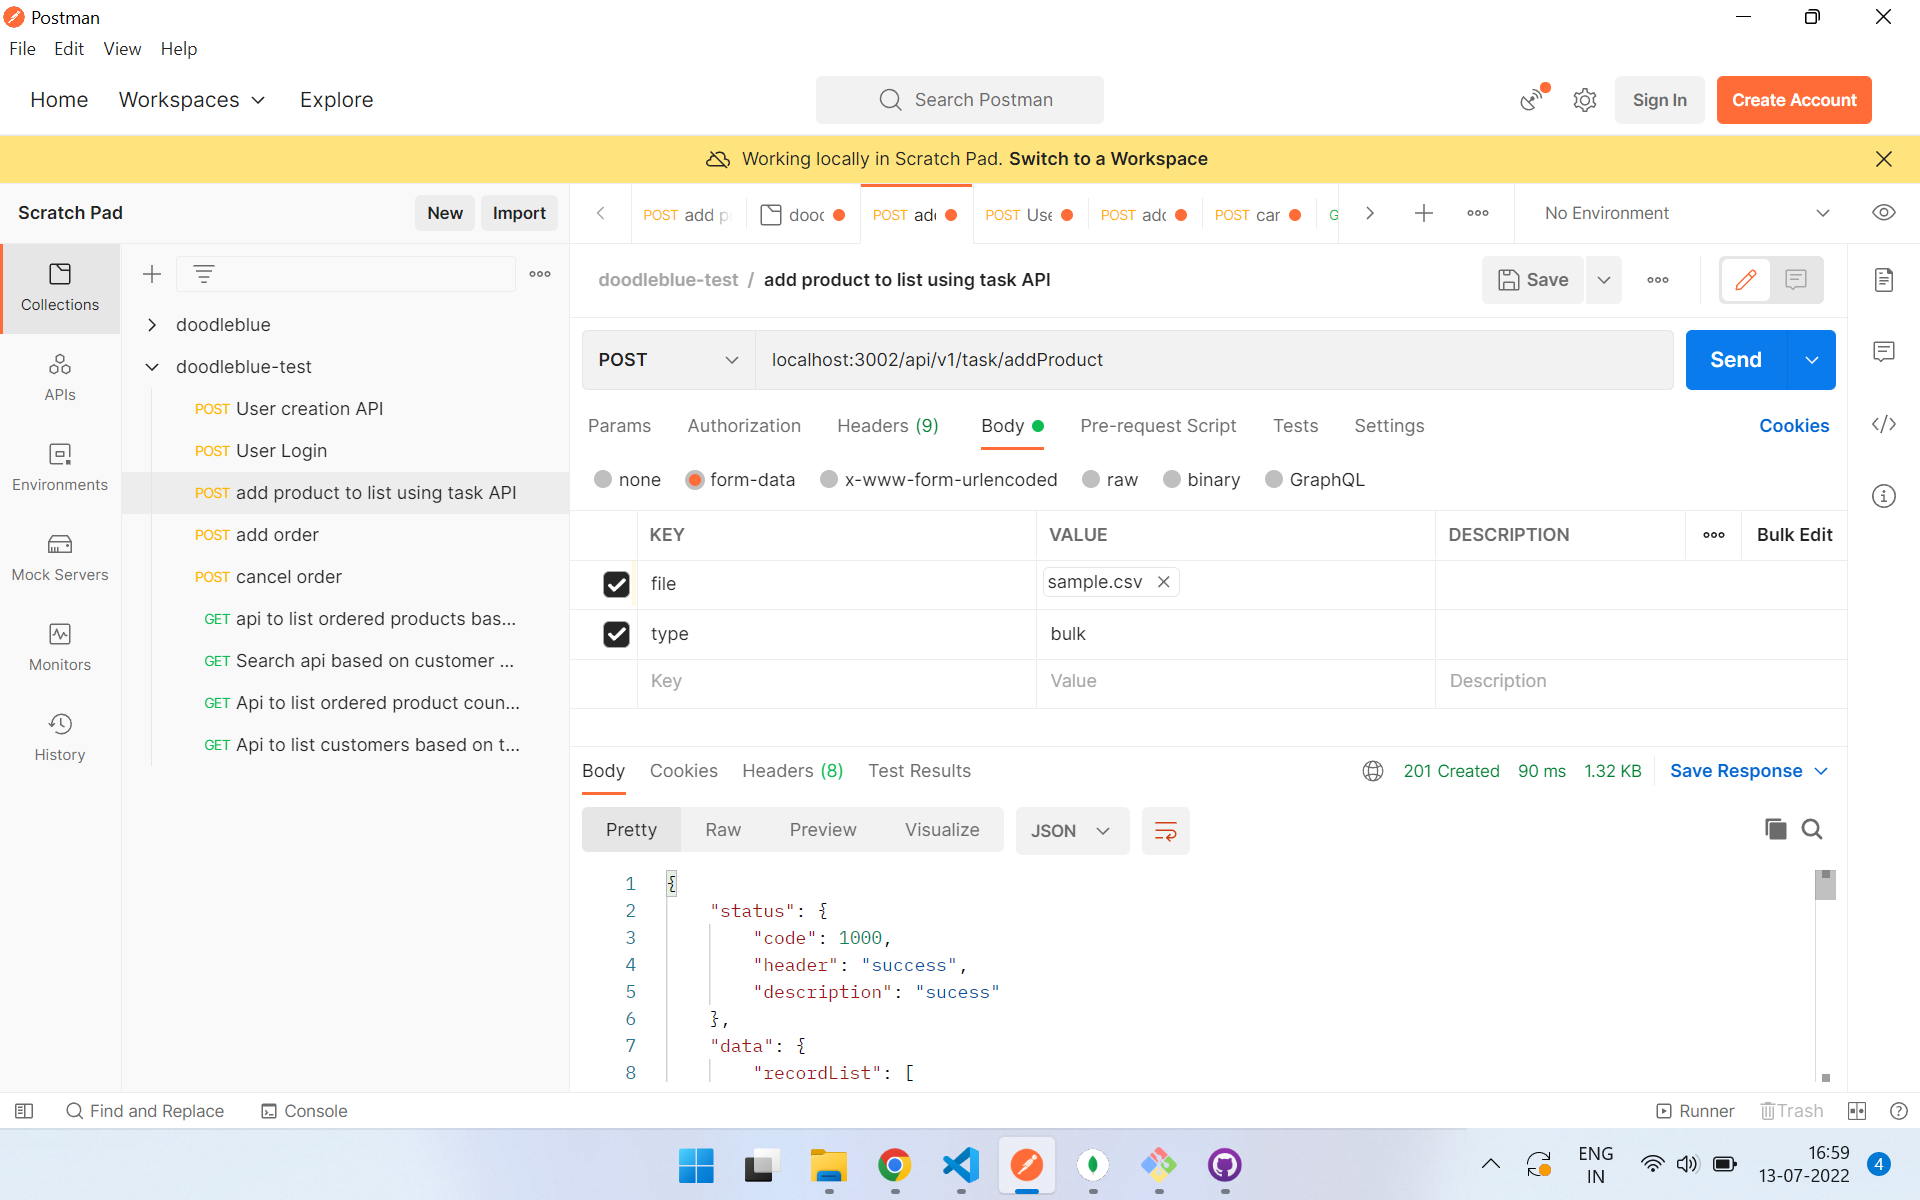 Postman
File Edit View Help
Home Workspaces Explore
Search Postman
Sign In
Create Account
Working locally in Scratch Pad. Switch to a Workspace
Scratch Pad
New
Import
POST add p
dooc
POST add
POST Use
POST add
POST can
G
No Environment
Collections
APIs
Environments
Mock Servers
Monitors
History
doodleblue
doodleblue-test
POST User creation API
POST User Login
POST add product to list using task API
POST add order
POST cancel order
GET api to list ordered products bas...
GET Search api based on customer ...
GET Api to list ordered product coun...
GET Api to list customers based on t...
doodleblue-test / add product to list using task API
Save
POST
localhost:3002/api/v1/task/addProduct
Send
Params Authorization Headers (9) Body Pre-request Script Tests Settings Cookies
none form-data x-www-form-urlencoded raw binary GraphQL
KEY VALUE DESCRIPTION Bulk Edit
file sample.csv
type bulk
Key Value Description
Body Cookies Headers (8) Test Results
201 Created 90 ms 1.32 KB Save Response
Pretty Raw Preview Visualize JSON
1 {
2 "status": {
3 "code": 1000,
4 "header": "success",
5 "description": "sucess"
6 },
7 "data": {
8 "recordList": [
Find and Replace Console
Runner Trash
ENG
IN
16:59
13-07-2022
4